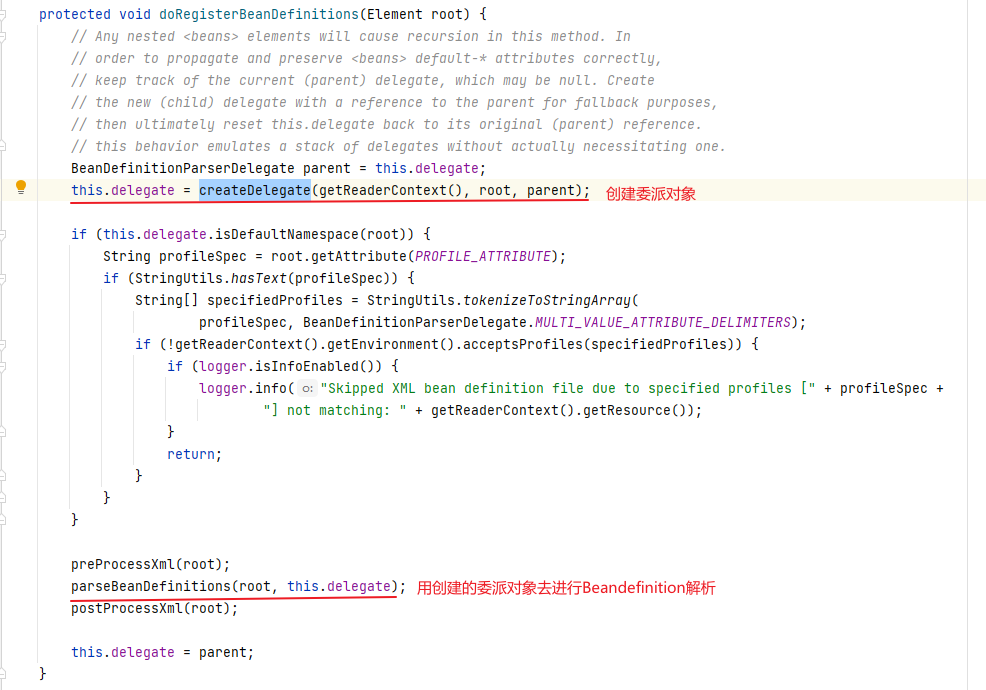 protected void doRegisterBeanDefinitions(Element root) {
// Any nested <beans> elements will cause recursion in this method. In
// order to propagate and preserve <beans> default-* attributes correctly,
// keep track of the current (parent) delegate, which may be null. Create
// the new (child) delegate with a reference to the parent for fallback purposes,
// then ultimately reset this.delegate back to its original (parent) reference.
// this behavior emulates a stack of delegates without actually necessitating one.
BeanDefinitionParserDelegate parent = this.delegate;
this.delegate = createDelegate(getReaderContext(), root, parent); 创建委派对象
if (this.delegate.isDefaultNamespace(root)) {
String profileSpec = root.getAttribute(PROFILE_ATTRIBUTE);
if (StringUtils.hasText(profileSpec)) {
String[] specifiedProfiles = StringUtils.tokenizeToStringArray(
profileSpec, BeanDefinitionParserDelegate.MULTI_VALUE_ATTRIBUTE_DELIMITERS);
if (!getReaderContext().getEnvironment().acceptsProfiles(specifiedProfiles)) {
if (logger.isInfoEnabled()) {
logger.info( o: "Skipped XML bean definition file due to specified profiles [" + profileSpec +
"] not matching: " + getReaderContext().getResource());
}
return;
}
}
}
preProcessXml(root);
parseBeanDefinitions(root, this.delegate); 用创建的委派对象去进行Beandefinition解析
postProcessXml(root);
this.delegate = parent;
}